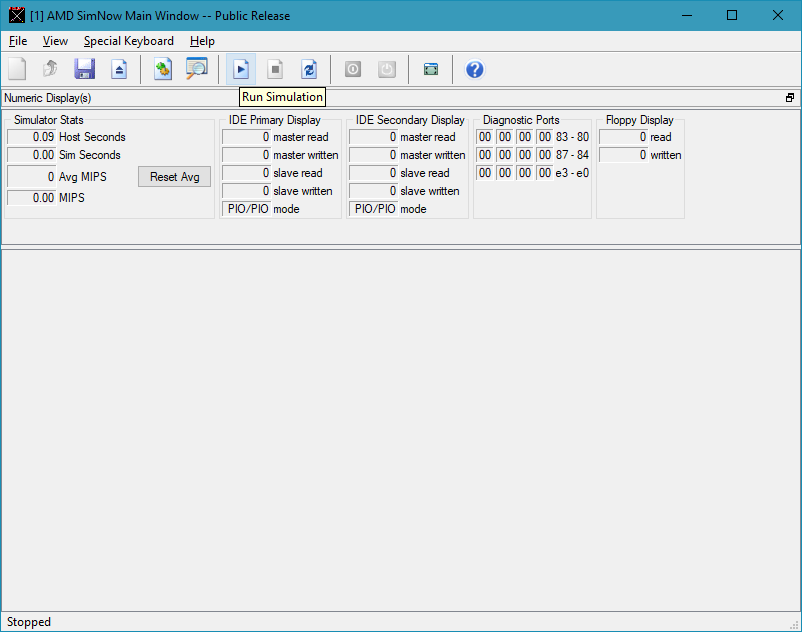 [1] AMD SimNow Main Window -- Public Release
File View Special Keyboard Help
Numeric Display(s)
Run Simulation
Simulator Stats
0.09 Host Seconds
0.00 Sim Seconds
0 Avg MIPS Reset Avg
0.00 MIPS
IDE Primary Display
0 master read
0 master written
0 slave read
0 slave written
PIO/PIO mode
IDE Secondary Display
0 master read
0 master written
0 slave read
0 slave written
PIO/PIO mode
Diagnostic Ports
00 00 00 00 83 - 80
00 00 00 00 87 - 84
00 00 00 00 e3 - e0
Floppy Display
0 read
0 written
Stopped